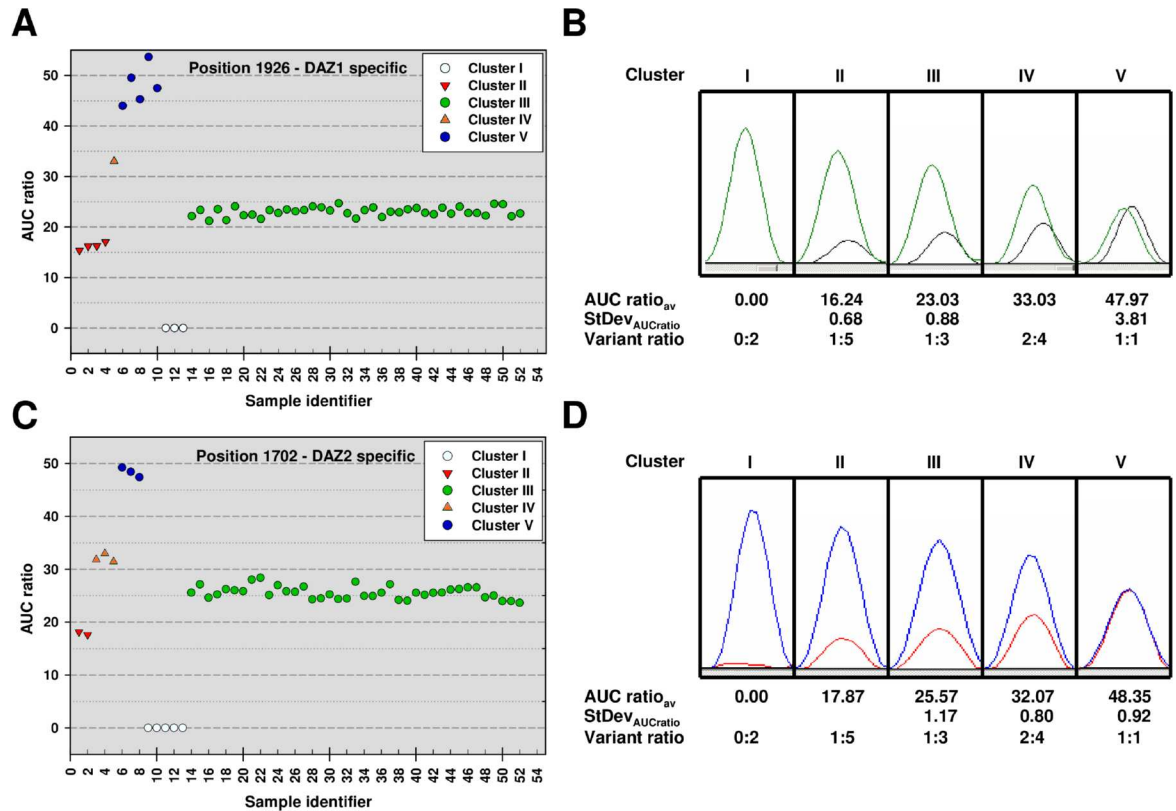 A
Position 1926 - DAZ1 specific
Cluster I
Cluster II
Cluster III
Cluster IV
Cluster V
AUC ratio
50
40
30
20
10
0
0 2 4 6 8 10 12 14 16 18 20 22 24 26 28 30 32 34 36 38 40 42 44 46 48 50 52 54
Sample identifier
B
Cluster I II III IV V
AUC ratioav 0.00 16.24 23.03 33.03 47.97
StDevAUCratio 0.68 0.88 3.81
Variant ratio 0:2 1:5 1:3 2:4 1:1
C
Position 1702 - DAZ2 specific
Cluster I
Cluster II
Cluster III
Cluster IV
Cluster V
AUC ratio
50
40
30
20
10
0
0 2 4 6 8 10 12 14 16 18 20 22 24 26 28 30 32 34 36 38 40 42 44 46 48 50 52 54
Sample identifier
D
Cluster I II III IV V
AUC ratioav 0.00 17.87 25.57 32.07 48.35
StDevAUCratio 1.17 0.80 0.92
Variant ratio 0:2 1:5 1:3 2:4 1:1